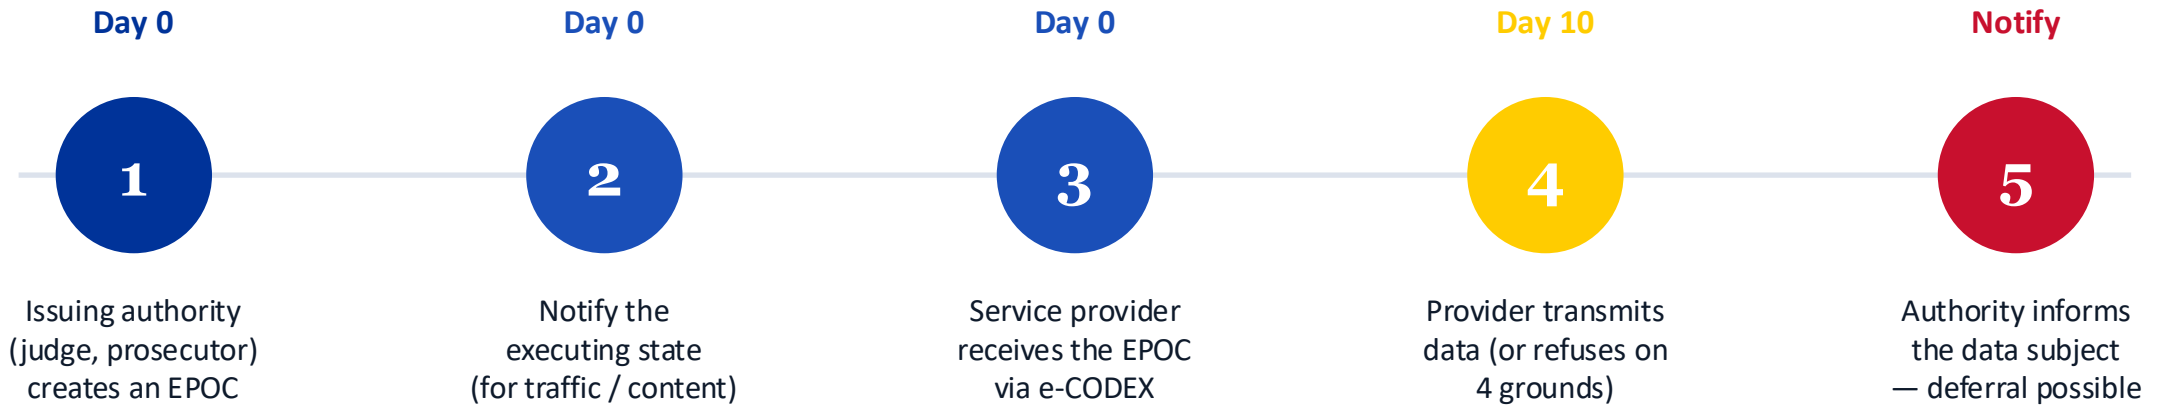 Day 0
1
Issuing authority
(judge, prosecutor)
creates an EPOC
Day 0
2
Notify the
executing state
(for traffic / content)
Day 0
3
Service provider
receives the EPOC
via e-CODEX
Day 10
4
Provider transmits
data (or refuses on
4 grounds)
Notify
5
Authority informs
the data subject
— deferral possible